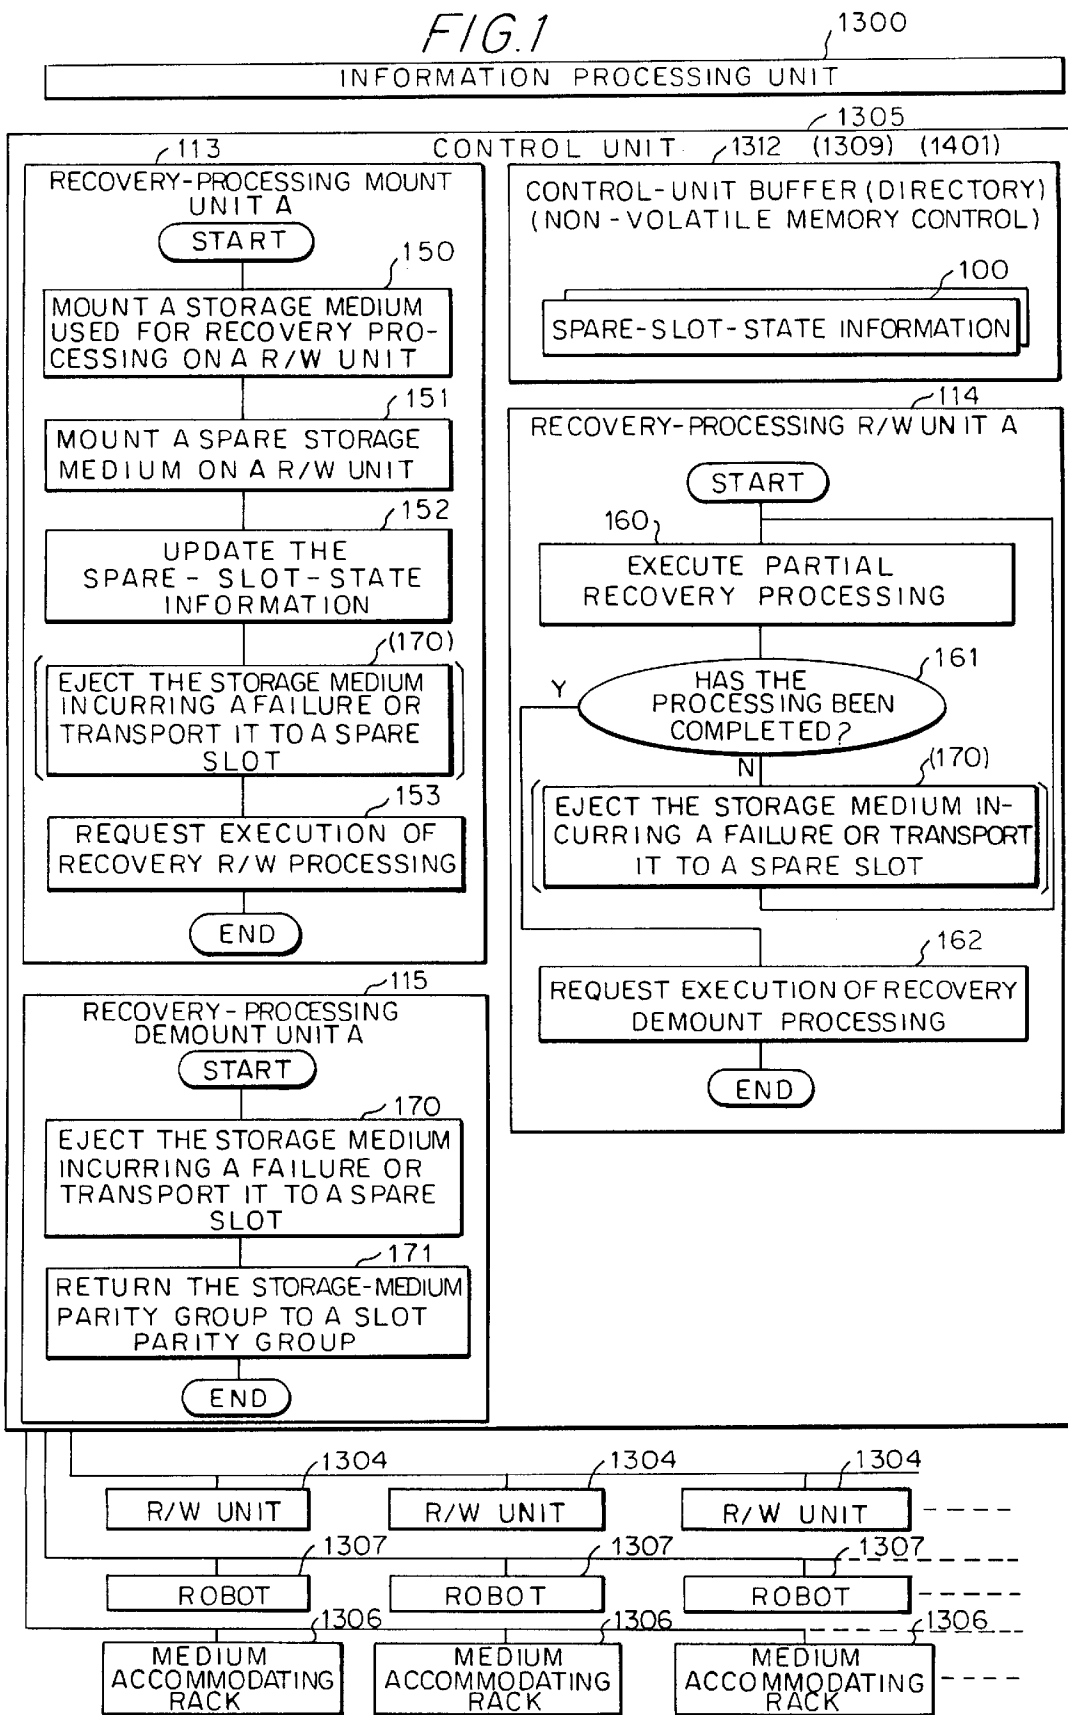 FIG.1
1300
INFORMATION PROCESSING UNIT
1305
CONTROL UNIT
113
RECOVERY-PROCESSING MOUNT
UNIT A
START
150
MOUNT A STORAGE MEDIUM
USED FOR RECOVERY PRO-
CESSING ON A R/W UNIT
151
MOUNT A SPARE STORAGE
MEDIUM ON A R/W UNIT
152
UPDATE THE
SPARE-SLOT-STATE
INFORMATION
(170)
EJECT THE STORAGE MEDIUM
INCURRING A FAILURE OR
TRANSPORT IT TO A SPARE
SLOT
153
REQUEST EXECUTION OF
RECOVERY R/W PROCESSING
END
1312 (1309) (1401)
CONTROL-UNIT BUFFER (DIRECTORY)
(NON-VOLATILE MEMORY CONTROL)
100
SPARE-SLOT-STATE INFORMATION
114
RECOVERY-PROCESSING R/W UNIT A
START
160
EXECUTE PARTIAL
RECOVERY PROCESSING
161
HAS THE
PROCESSING BEEN
COMPLETED?
Y
N
(170)
EJECT THE STORAGE MEDIUM IN-
CURRING A FAILURE OR TRANSPORT
IT TO A SPARE SLOT
162
REQUEST EXECUTION OF RECOVERY
DEMOUNT PROCESSING
END
115
RECOVERY-PROCESSING
DEMOUNT UNIT A
START
170
EJECT THE STORAGE MEDIUM
INCURRING A FAILURE OR
TRANSPORT IT TO A SPARE
SLOT
171
RETURN THE STORAGE-MEDIUM
PARITY GROUP TO A SLOT
PARITY GROUP
END
1304 1304 1304
R/W UNIT R/W UNIT R/W UNIT
1307 1307 1307
ROBOT ROBOT ROBOT
1306 1306 1306
MEDIUM MEDIUM MEDIUM
ACCOMMODATING ACCOMMODATING ACCOMMODATING
RACK RACK RACK